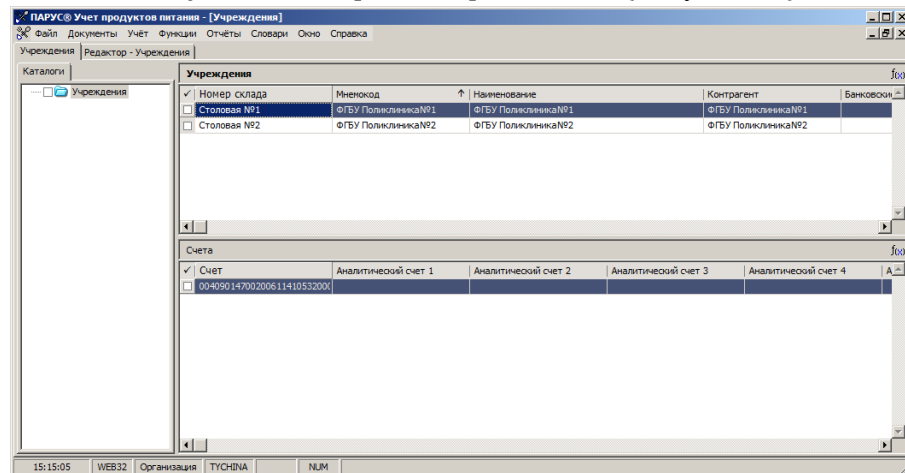 ПАРУС® Учет продуктов питания - [Учреждения]
Файл Документы Учёт Функции Отчёты Словари Окно Справка
Учреждения Редактор - Учрежде
Каталоги
Учреждения
Учреждения f(x)
Номер склада Мнемокод Наименование Контрагент Банковски
Столовая №1 ФГБУ Поликлиника№1 ФГБУ Поликлиника№1 ФГБУ Поликлиника№1
Столовая №2 ФГБУ Поликлиника№2 ФГБУ Поликлиника№2 ФГБУ Поликлиника№2
Счета f(x)
Счет Аналитический счет 1 Аналитический счет 2 Аналитический счет 3 Аналитический счет 4 А
15:15:05 WEB32 Организация TYCHINA NUM